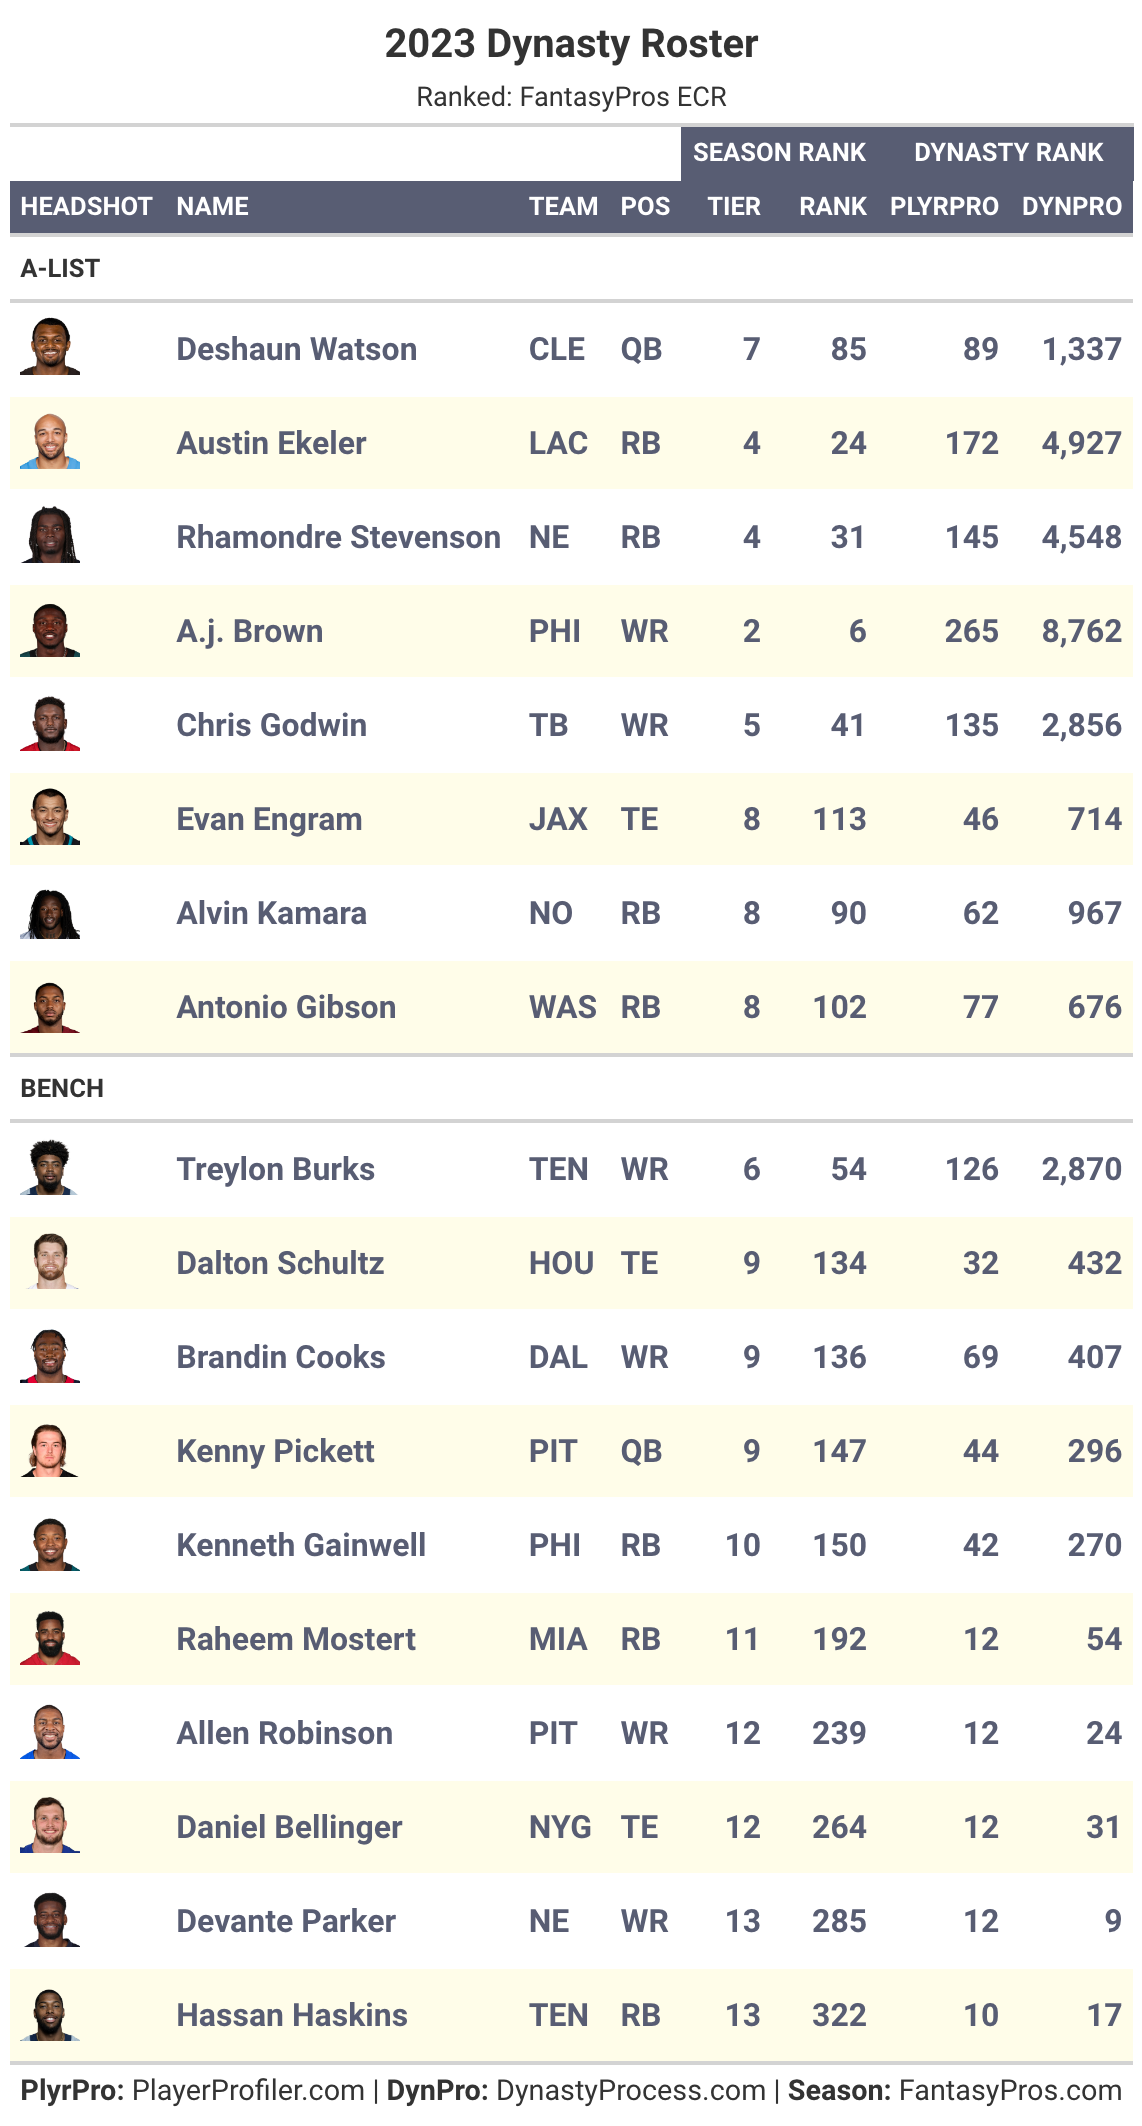 2023 Dynasty Roster
Ranked: FantasyPros ECR
SEASON RANK DYNASTY RANK
HEADSHOT NAME TEAM POS TIER RANK PLYRPRO DYNPRO
A-LIST
Deshaun Watson CLE QB 7 85 89 1,337
Austin Ekeler LAC RB 4 24 172 4,927
Rhamondre Stevenson NE RB 4 31 145 4,548
A.j. Brown PHI WR 2 6 265 8,762
Chris Godwin TB WR 5 41 135 2,856
Evan Engram JAX TE 8 113 46 714
Alvin Kamara NO RB 8 90 62 967
Antonio Gibson WAS RB 8 102 77 676
BENCH
Treylon Burks TEN WR 6 54 126 2,870
Dalton Schultz HOU TE 9 134 32 432
Brandin Cooks DAL WR 9 136 69 407
Kenny Pickett PIT QB 9 147 44 296
Kenneth Gainwell PHI RB 10 150 42 270
Raheem Mostert MIA RB 11 192 12 54
Allen Robinson PIT WR 12 239 12 24
Daniel Bellinger NYG TE 12 264 12 31
Devante Parker NE WR 13 285 12 9
Hassan Haskins TEN RB 13 322 10 17
PlyrPro: PlayerProfiler.com | DynPro: DynastyProcess.com | Season: FantasyPros.com